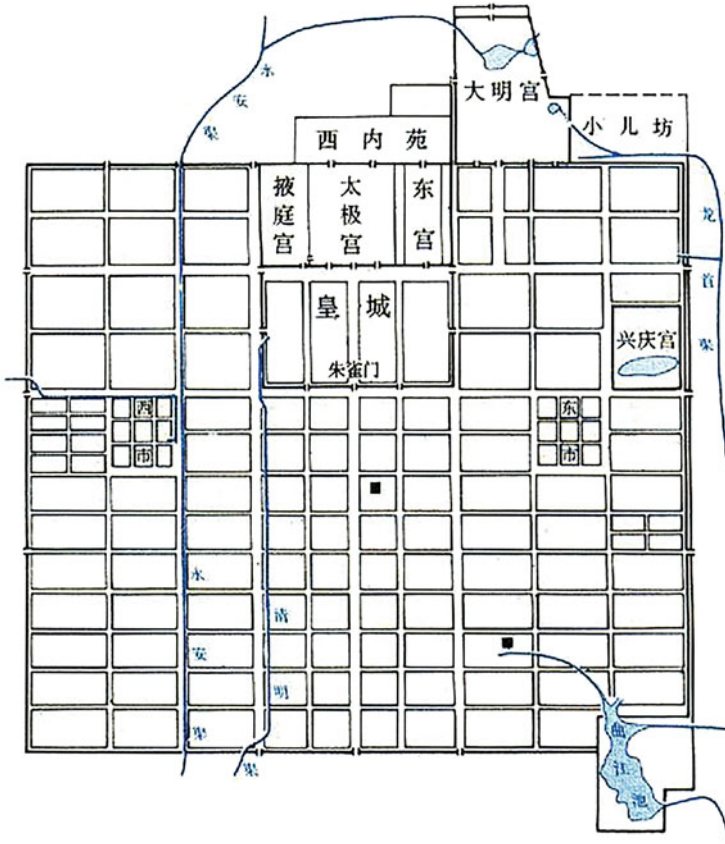 永安渠
大明宫
小儿坊
西内苑
掖庭宫
太极宫
东宫
龙首渠
皇城
兴庆宫
朱雀门
西市
东市
永安渠
清明渠
曲江池